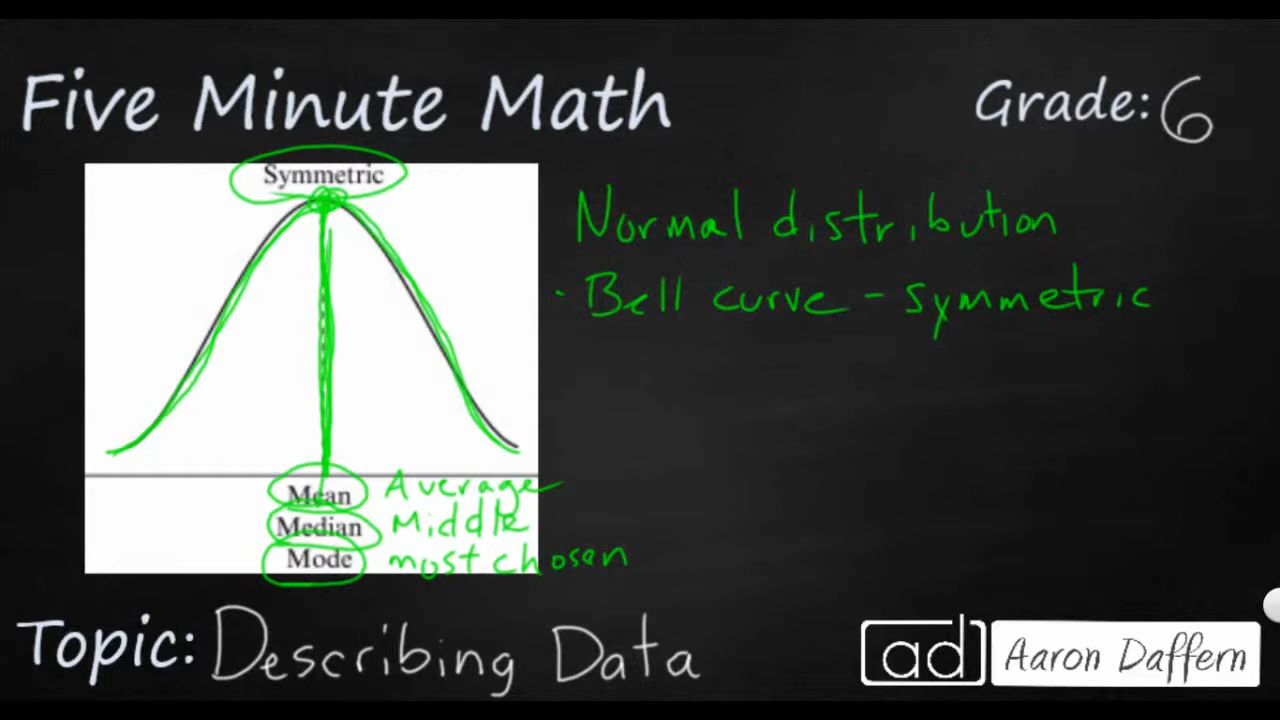 Five Minute Math
Grade: 6
Symmetric
Normal distribution
· Bell curve - symmetric
Mean Average
Median Middle
Mode most chosen
Topic: Describing Data
ad Aaron Daffern